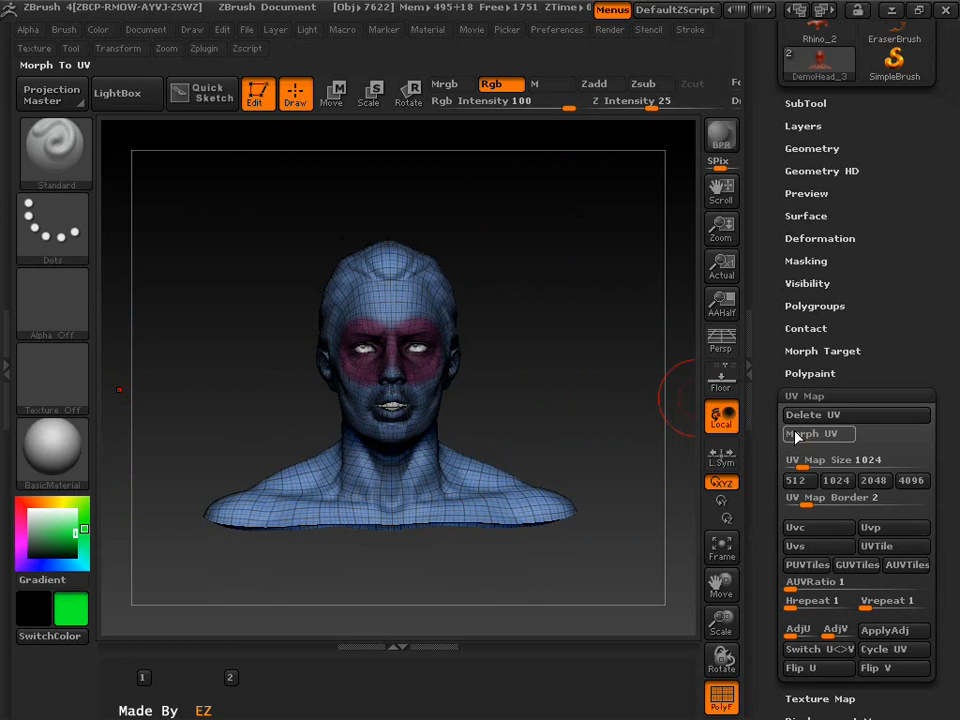 ZBrush 4[ZBCP-RMOW-AYVJ-ZSWZ] ZBrush Document [Obj▸7622] Mem▸495+18 Free▸1751 ZTime▸0 Menus DefaultZScript
Alpha Brush Color Document Draw Edit File Layer Light Macro Marker Material Movie Picker Preferences Render Stencil Stroke
Texture Tool Transform Zoom Zplugin Zscript
Morph To UV
Projection Master
LightBox
Quick Sketch
Edit Draw Move Scale Rotate
Mrgb Rgb M Zadd Zsub Zcut
Rgb Intensity 100 Z Intensity 25
Standard
Dots
Alpha Off
Texture Off
BasicMaterial
Gradient
SwitchColor
BPR
SPix
Scroll
Zoom
Actual
AAHalf
Persp
Floor
Local
L.Sym
XYZ
Y
Z
Frame
Move
Scale
Rotate
PolyF
Rhino_2 EraserBrush
2
DemoHead_3 SimpleBrush
SubTool
Layers
Geometry
Geometry HD
Preview
Surface
Deformation
Masking
Visibility
Polygroups
Contact
Morph Target
Polypaint
UV Map
Delete UV
Morph UV
UV Map Size 1024
512 1024 2048 4096
UV Map Border 2
Uvc Uvp
Uvs UVTile
PUVTiles GUVTiles AUVTiles
AUVRatio 1
Hrepeat 1 Vrepeat 1
AdjU AdjV ApplyAdj
Switch U<>V Cycle UV
Flip U Flip V
Texture Map
1 2
Made By EZ